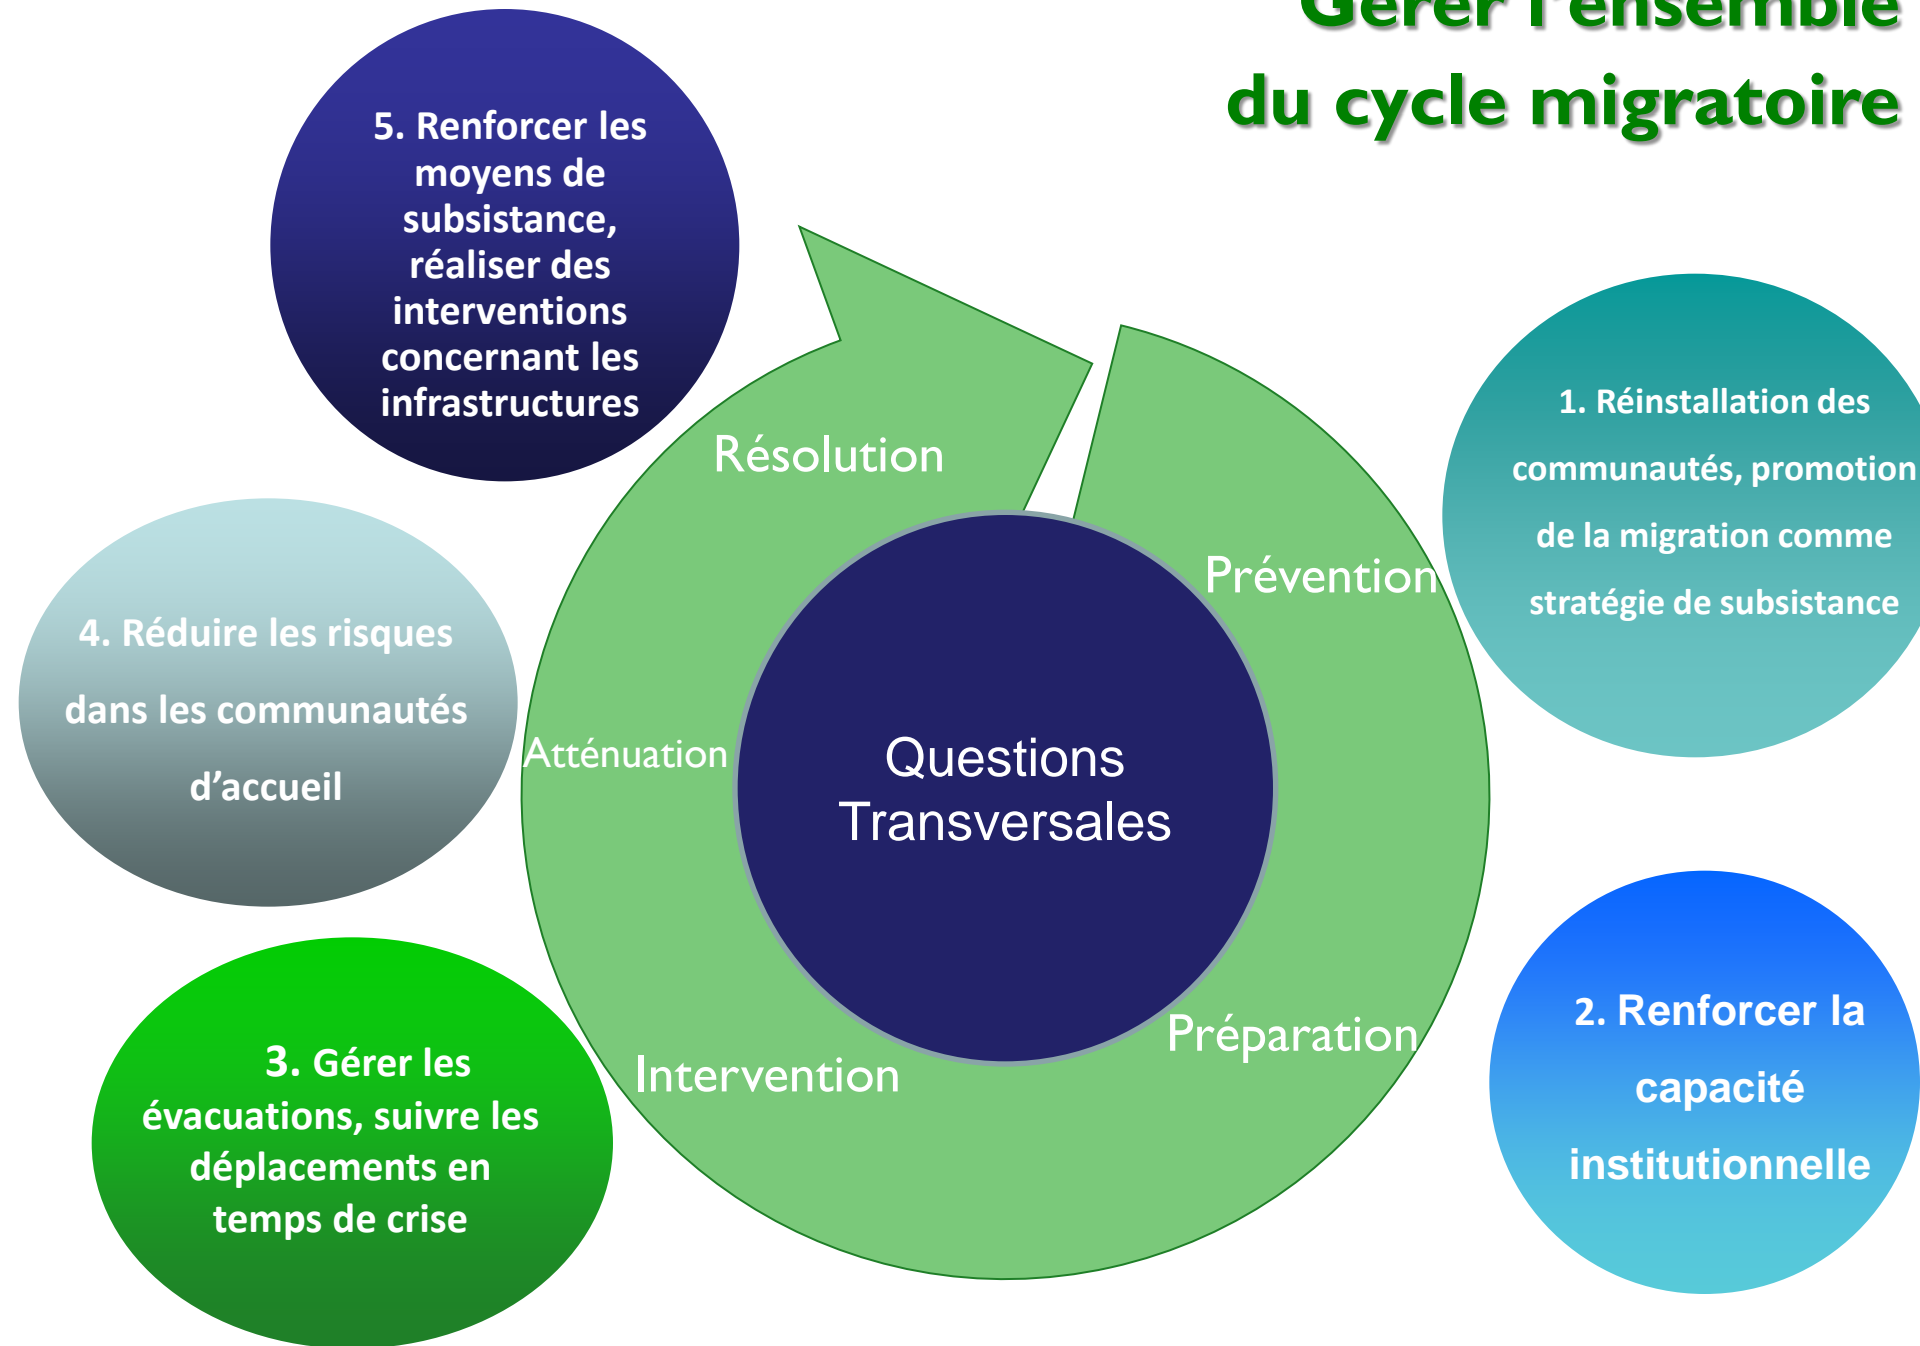 Gérer l'ensemble
du cycle migratoire
5. Renforcer les
moyens de
subsistance,
réaliser des
interventions
concernant les
infrastructures
1. Réinstallation des
communautés, promotion
de la migration comme
stratégie de subsistance
Résolution
Prévention
4. Réduire les risques
dans les communautés
d’accueil
Atténuation
Questions
Transversales
2. Renforcer la
capacité
institutionnelle
Préparation
Intervention
3. Gérer les
évacuations, suivre les
déplacements en
temps de crise